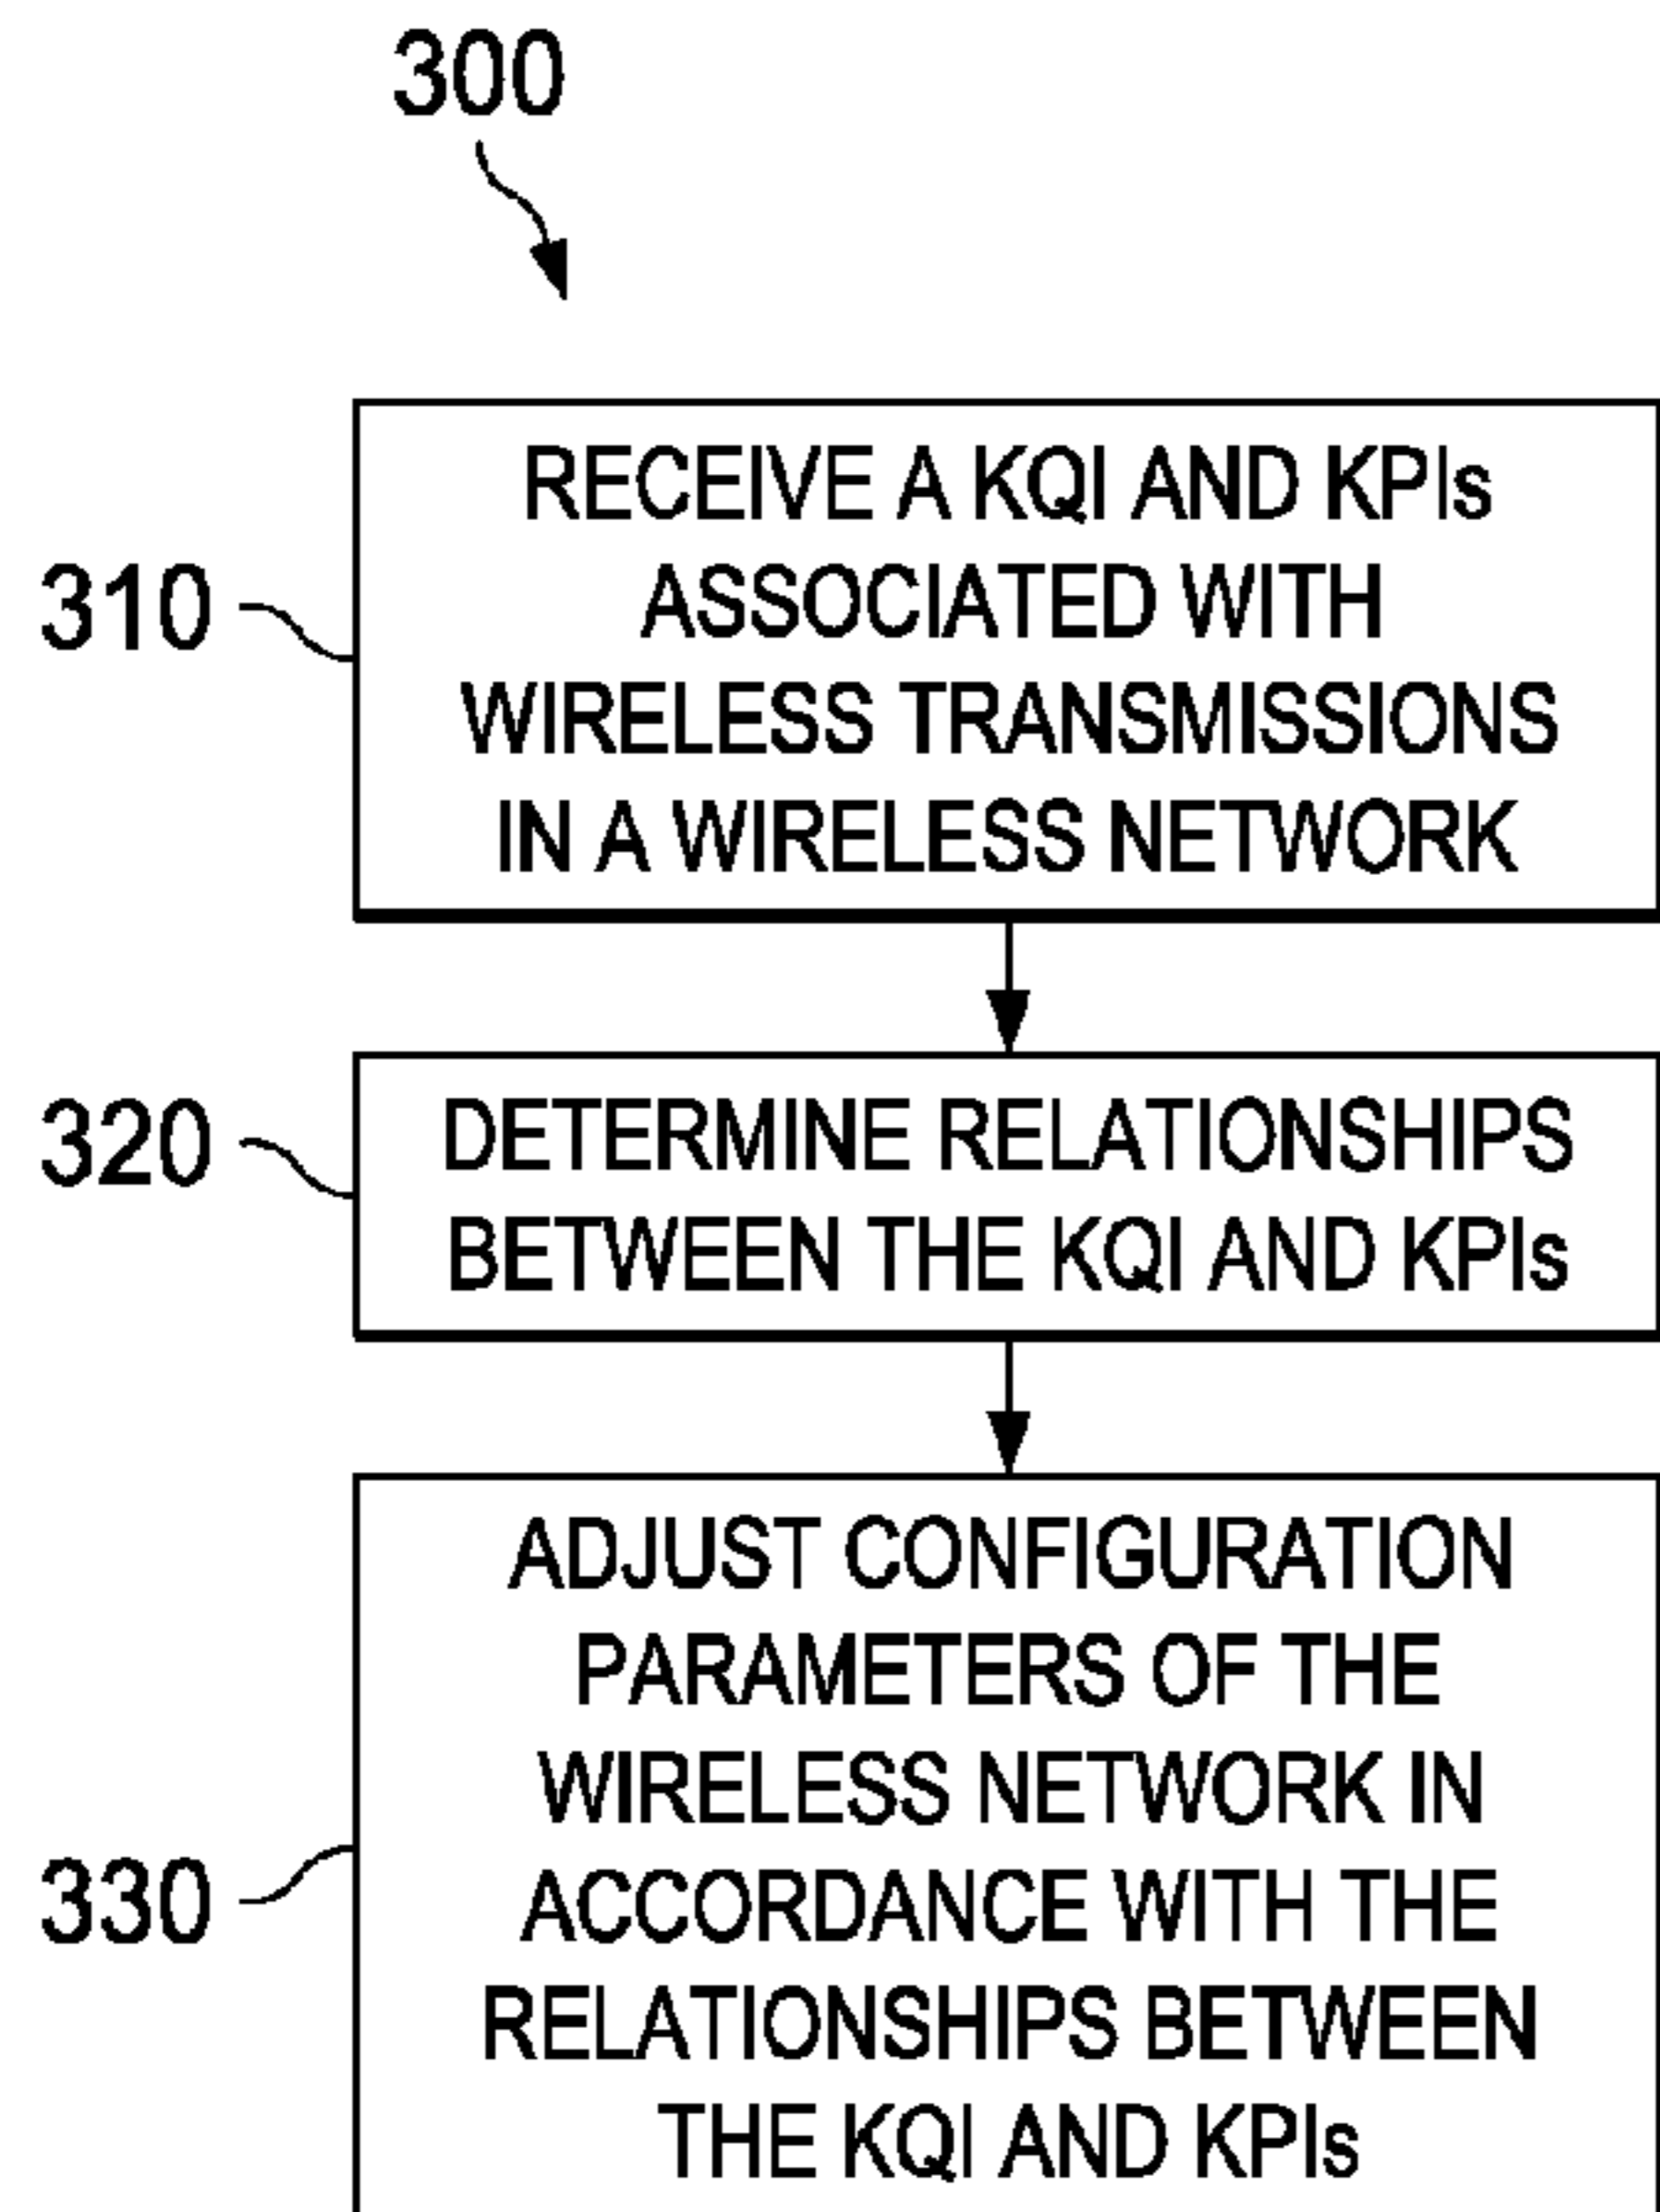 300
310
RECEIVE A KQI AND KPIs
ASSOCIATED WITH
WIRELESS TRANSMISSIONS
IN A WIRELESS NETWORK
320
DETERMINE RELATIONSHIPS
BETWEEN THE KQI AND KPIs
330
ADJUST CONFIGURATION
PARAMETERS OF THE
WIRELESS NETWORK IN
ACCORDANCE WITH THE
RELATIONSHIPS BETWEEN
THE KQI AND KPIs